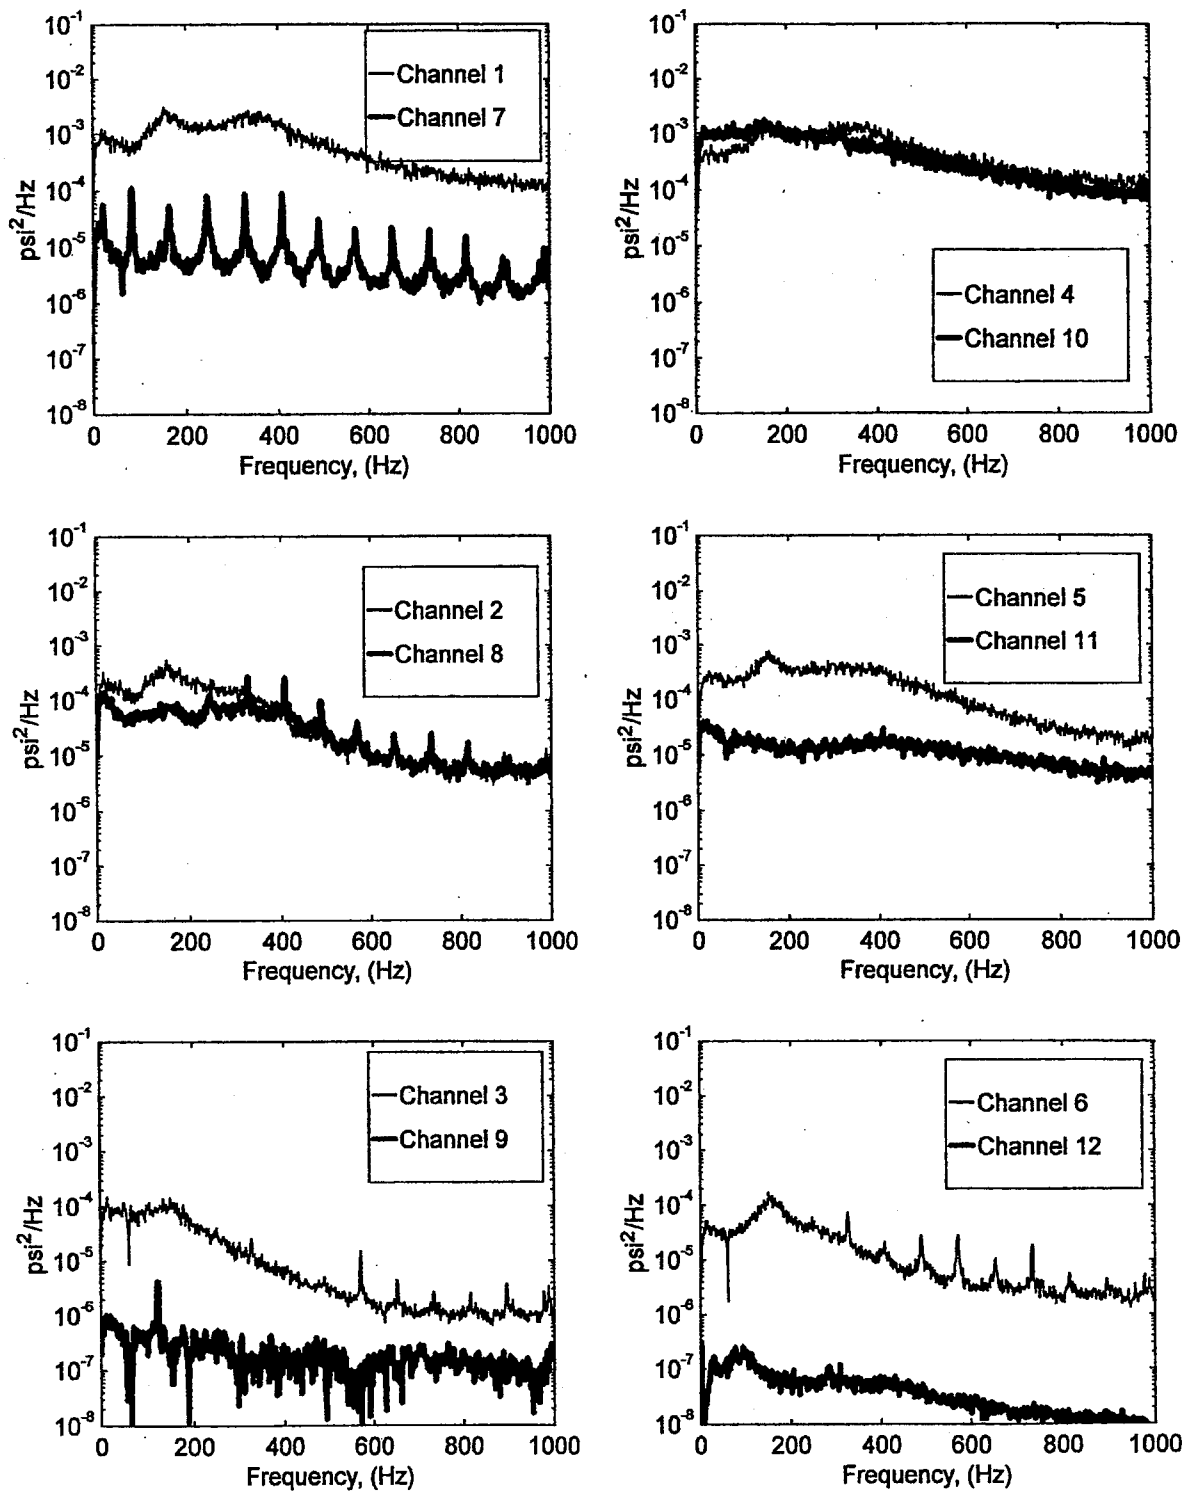 10^-1
10^-2
10^-3
10^-4
10^-5
10^-6
10^-7
10^-8
psi^2/Hz
Channel 1
Channel 7
0 200 400 600 800 1000
Frequency, (Hz)
10^-1
10^-2
10^-3
10^-4
10^-5
10^-6
10^-7
10^-8
psi^2/Hz
Channel 4
Channel 10
0 200 400 600 800 1000
Frequency, (Hz)
10^-1
10^-2
10^-3
10^-4
10^-5
10^-6
10^-7
10^-8
psi^2/Hz
Channel 2
Channel 8
0 200 400 600 800 1000
Frequency, (Hz)
10^-1
10^-2
10^-3
10^-4
10^-5
10^-6
10^-7
10^-8
psi^2/Hz
Channel 5
Channel 11
0 200 400 600 800 1000
Frequency, (Hz)
10^-1
10^-2
10^-3
10^-4
10^-5
10^-6
10^-7
10^-8
psi^2/Hz
Channel 3
Channel 9
0 200 400 600 800 1000
Frequency, (Hz)
10^-1
10^-2
10^-3
10^-4
10^-5
10^-6
10^-7
10^-8
psi^2/Hz
Channel 6
Channel 12
0 200 400 600 800 1000
Frequency, (Hz)